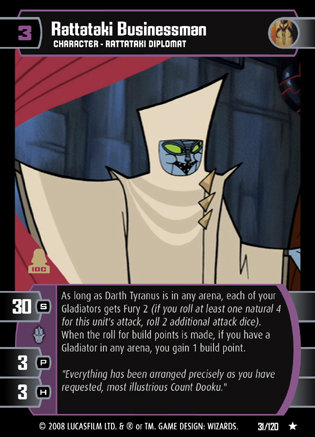 3
Rattataki Businessman
CHARACTER - RATTATAKI DIPLOMAT
IDC
30 S
3 P
3 H
As long as Darth Tyranus is in any arena, each of your
Gladiators gets Fury 2 (if you roll at least one natural 4
for this unit's attack, roll 2 additional attack dice).
When the roll for build points is made, if you have a
Gladiator in any arena, you gain 1 build point.
"Everything has been arranged precisely as you have
requested, most illustrious Count Dooku."
© 2008 LUCASFILM LTD. & ® or TM. GAME DESIGN: WIZARDS. 31/120